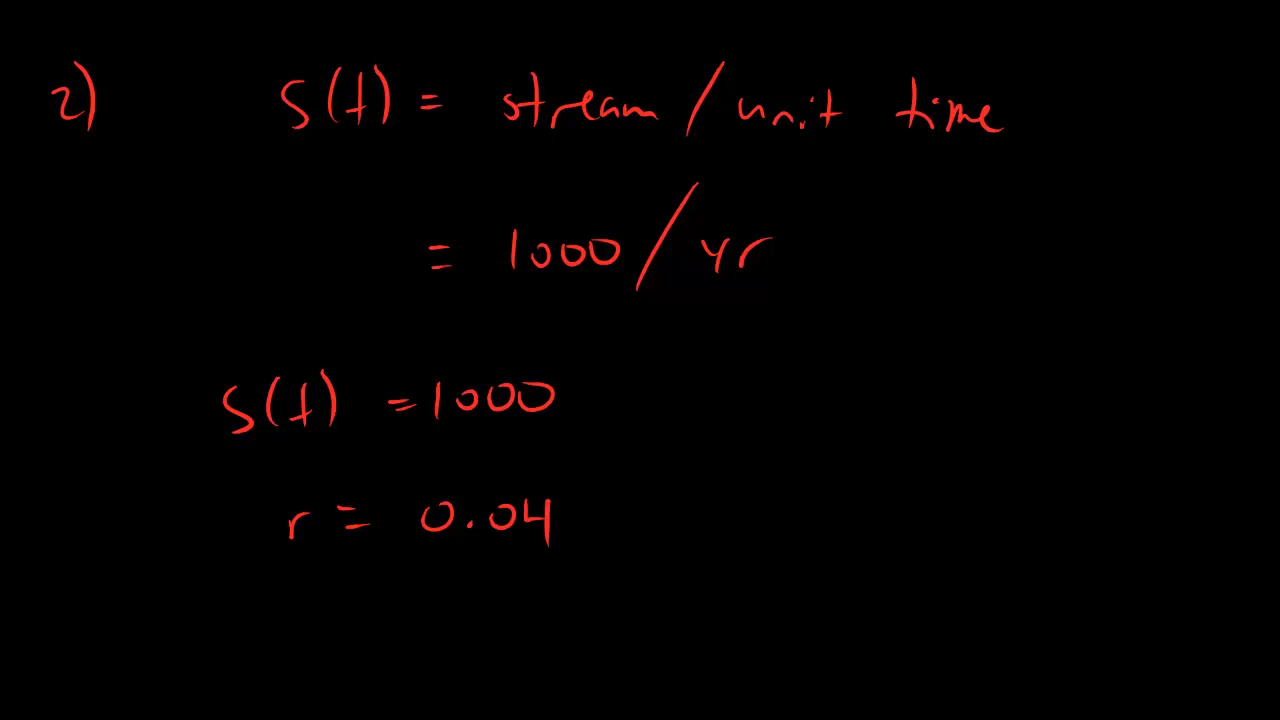 2) S(t) = stream / unit time
= 1000 / yr
S(t) = 1000
r = 0.04